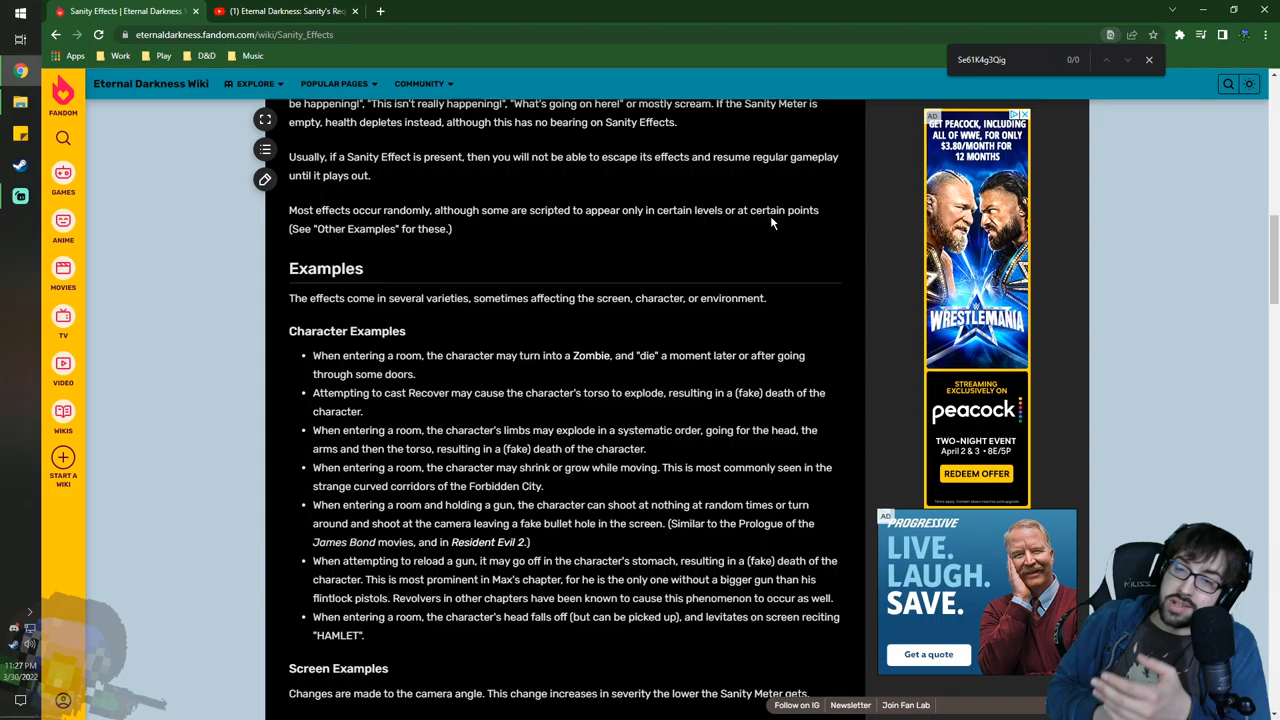 Sanity Effects | Eternal Darkness W
(1) Eternal Darkness: Sanity's Re
eternaldarkness.fandom.com/wiki/Sanity_Effects
Apps
Work
Play
D&D
Music
Se61K4g3Qig
0/0
FANDOM
GAMES
ANIME
MOVIES
TV
VIDEO
WIKIS
START A
WIKI
Eternal Darkness Wiki
EXPLORE
POPULAR PAGES
COMMUNITY
be happening!", "This isn't really happening!", "What's going on here!" or mostly scream. If the Sanity Meter is
empty, health depletes instead, although this has no bearing on Sanity Effects.
Usually, if a Sanity Effect is present, then you will not be able to escape its effects and resume regular gameplay
until it plays out.
Most effects occur randomly, although some are scripted to appear only in certain levels or at certain points
(See "Other Examples" for these.)
Examples
The effects come in several varieties, sometimes affecting the screen, character, or environment.
Character Examples
• When entering a room, the character may turn into a Zombie, and "die" a moment later or after going
through some doors.
• Attempting to cast Recover may cause the character's torso to explode, resulting in a (fake) death of the
character.
• When entering a room, the character's limbs may explode in a systematic order, going for the head, the
arms and then the torso, resulting in a (fake) death of the character.
• When entering a room, the character may shrink or grow while moving. This is most commonly seen in the
strange curved corridors of the Forbidden City.
• When entering a room and holding a gun, the character can shoot at nothing at random times or turn
around and shoot at the camera leaving a fake bullet hole in the screen. (Similar to the Prologue of the
James Bond movies, and in Resident Evil 2.)
• When attempting to reload a gun, it may go off in the character's stomach, resulting in a (fake) death of the
character. This is most prominent in Max's chapter, for he is the only one without a bigger gun than his
flintlock pistols. Revolvers in other chapters have been known to cause this phenomenon to occur as well.
• When entering a room, the character's head falls off (but can be picked up), and levitates on screen reciting
"HAMLET".
Screen Examples
Changes are made to the camera angle. This change increases in severity the lower the Sanity Meter gets.
AD
GET PEACOCK, INCLUDING
ALL OF WWE, FOR ONLY
$3.80/MONTH FOR
12 MONTHS
WRESTLEMANIA
STREAMING
EXCLUSIVELY ON
peacock
TWO-NIGHT EVENT
April 2 & 3 • 8E/5P
REDEEM OFFER
AD
PROGRESSIVE
LIVE.
LAUGH.
SAVE.
Get a quote
Follow on IG
Newsletter
Join Fan Lab
11:27 PM
3/30/2022